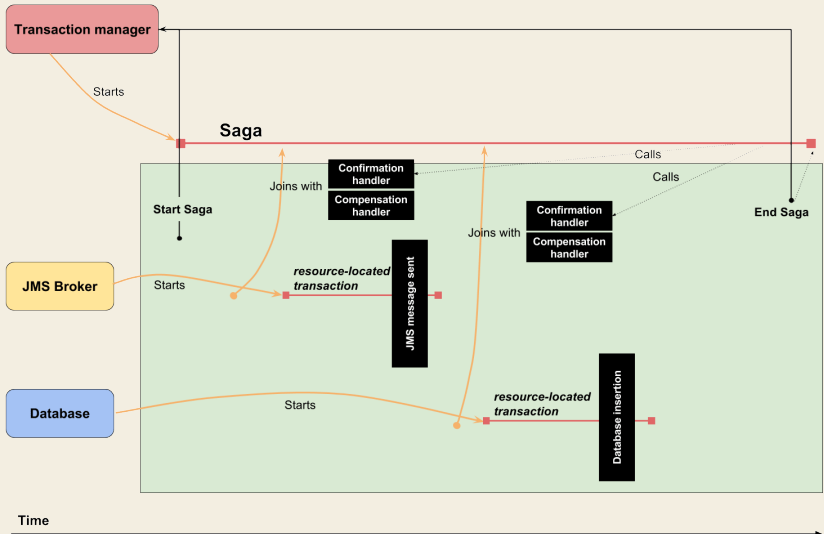 Transaction manager
Starts
Saga
Calls
Confirmation
handler
Joins with
Calls
Compensation
handler
Start Saga
Confirmation
handler
End Saga
Joins with
Compensation
handler
JMS Broker
Starts
resource-located
transaction
JMS message sent
Database
Starts
resource-located
transaction
Database insertion
Time